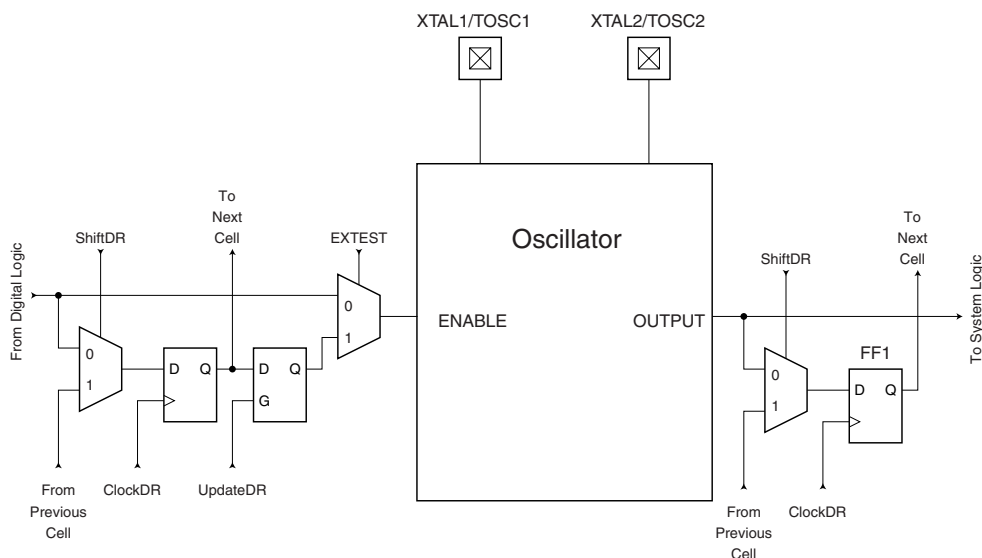 XTAL1/TOSC1
XTAL2/TOSC2
To
Next
Cell
ShiftDR
EXTEST
From Digital Logic
0
1
D Q
D Q
G
0
1
From
Previous
Cell
ClockDR
UpdateDR
Oscillator
ENABLE
OUTPUT
To
Next
Cell
ShiftDR
To System Logic
FF1
0
1
D Q
From
Previous
Cell
ClockDR